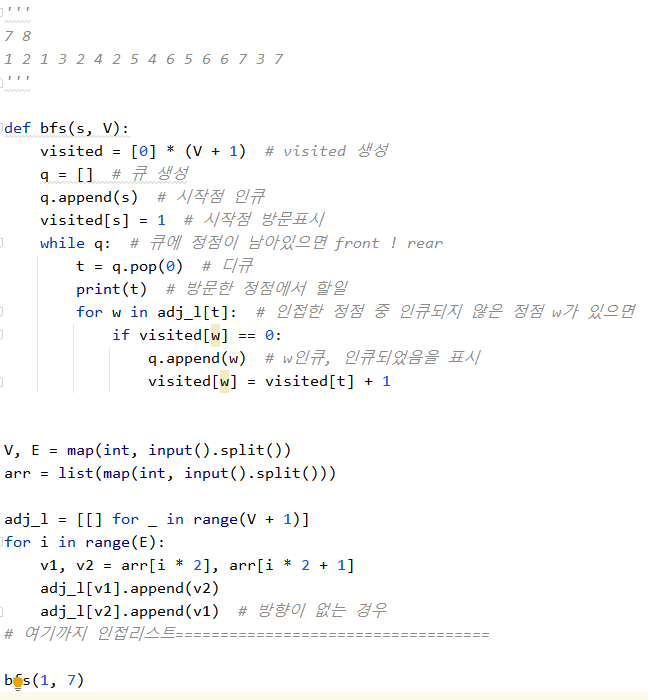 '''
7 8
1 2 1 3 2 4 2 5 4 6 5 6 6 7 3 7
'''
def bfs(s, V):
    visited = [0] * (V + 1)  # visited 생성
    q = []  # 큐 생성
    q.append(s)  # 시작점 인큐
    visited[s] = 1  # 시작점 방문표시
    while q:  # 큐에 정점이 남아있으면 front ! rear
        t = q.pop(0)  # 디큐
        print(t)  # 방문한 정점에서 할일
        for w in adj_l[t]:  # 인접한 정점 중 인큐되지 않은 정점 w가 있으면
            if visited[w] == 0:
                q.append(w)  # w인큐, 인큐되었음을 표시
                visited[w] = visited[t] + 1
V, E = map(int, input().split())
arr = list(map(int, input().split()))
adj_l = [[] for _ in range(V + 1)]
for i in range(E):
    v1, v2 = arr[i * 2], arr[i * 2 + 1]
    adj_l[v1].append(v2)
    adj_l[v2].append(v1)  # 방향이 없는 경우
# 여기까지 인접리스트===================================
bfs(1, 7)